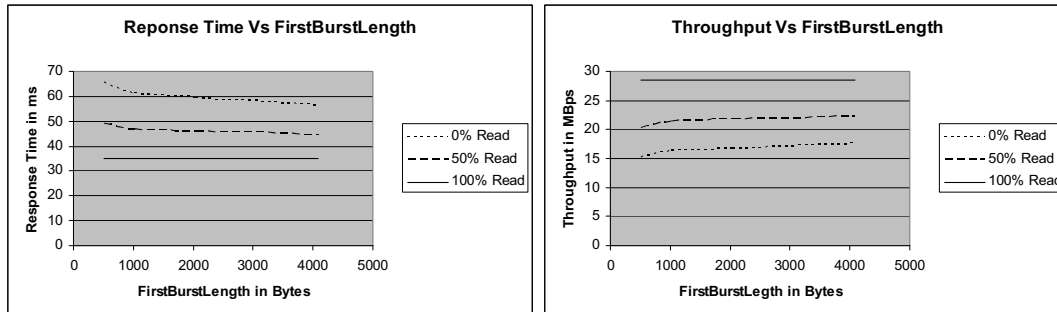 Reponse Time Vs FirstBurstLength
70
60
50
40
30
20
10
0
0 1000 2000 3000 4000 5000
Response Time in ms
FirstBurstLength in Bytes
0% Read
50% Read
100% Read
Throughput Vs FirstBurstLength
30
25
20
15
10
5
0
0 1000 2000 3000 4000 5000
Throughput in MBps
FirstBurstLegth in Bytes
0% Read
50% Read
100% Read